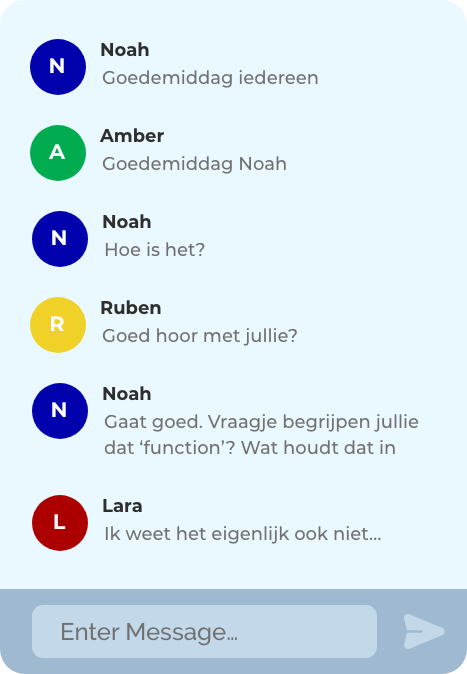 N
Noah
Goedemiddag iedereen
A
Amber
Goedemiddag Noah
N
Noah
Hoe is het?
R
Ruben
Goed hoor met jullie?
N
Noah
Gaat goed. Vraagje begrijpen jullie
dat ‘function’? Wat houdt dat in
L
Lara
Ik weet het eigenlijk ook niet...
Enter Message...